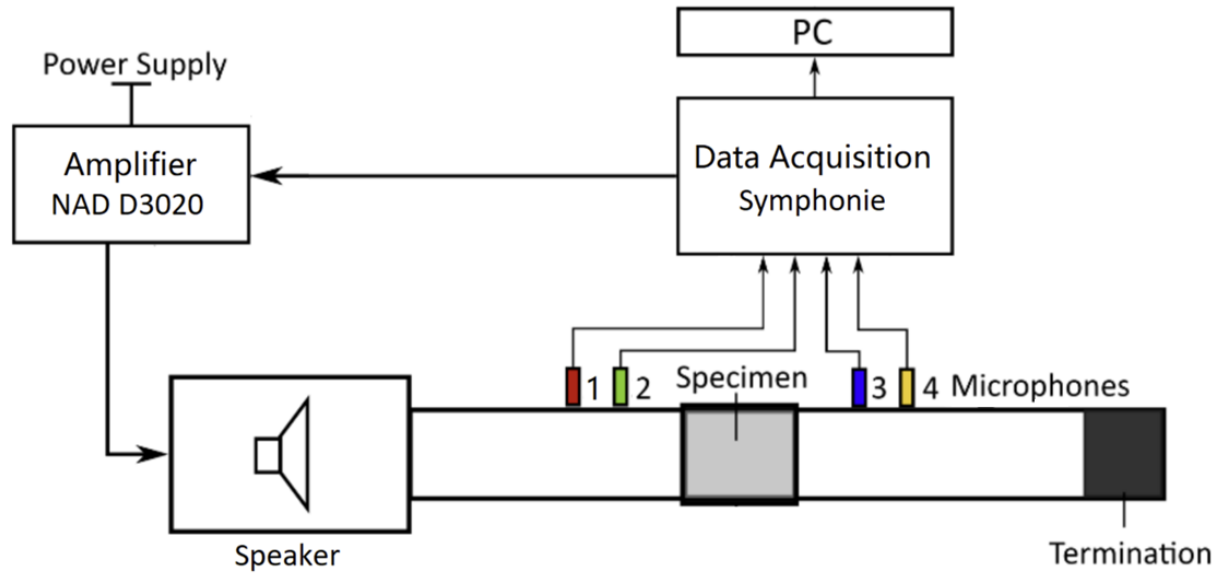 PC
Power Supply
Amplifier
NAD D3020
Data Acquisition
Symphonie
1
2
Specimen
3
4
Microphones
Speaker
Termination